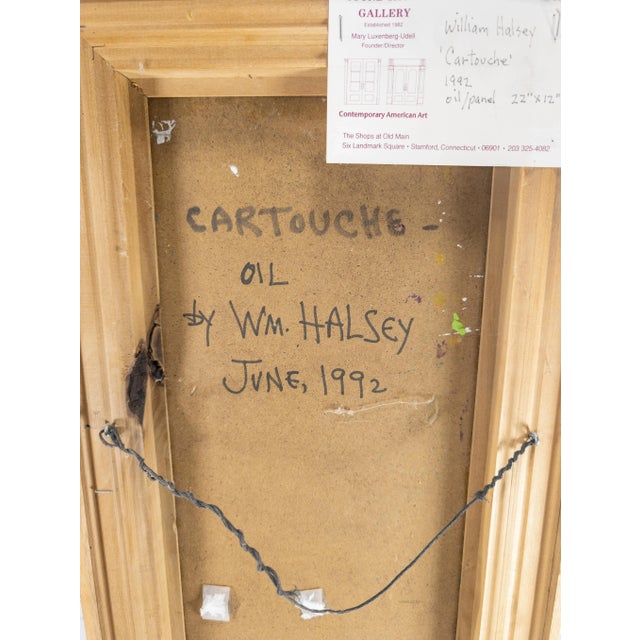 GALLERY
Established 1982
Mary Luxenberg-Udell
Founder/Director
Contemporary American Art
The Shops at Old Main
Six Landmark Square • Stamford, Connecticut • 06901 • 203 325.4082
William Halsey
'Cartouche'
1992
oil/panel 22"x12"
CARTOUCHE -
OIL
by WM. HALSEY
JUNE, 1992